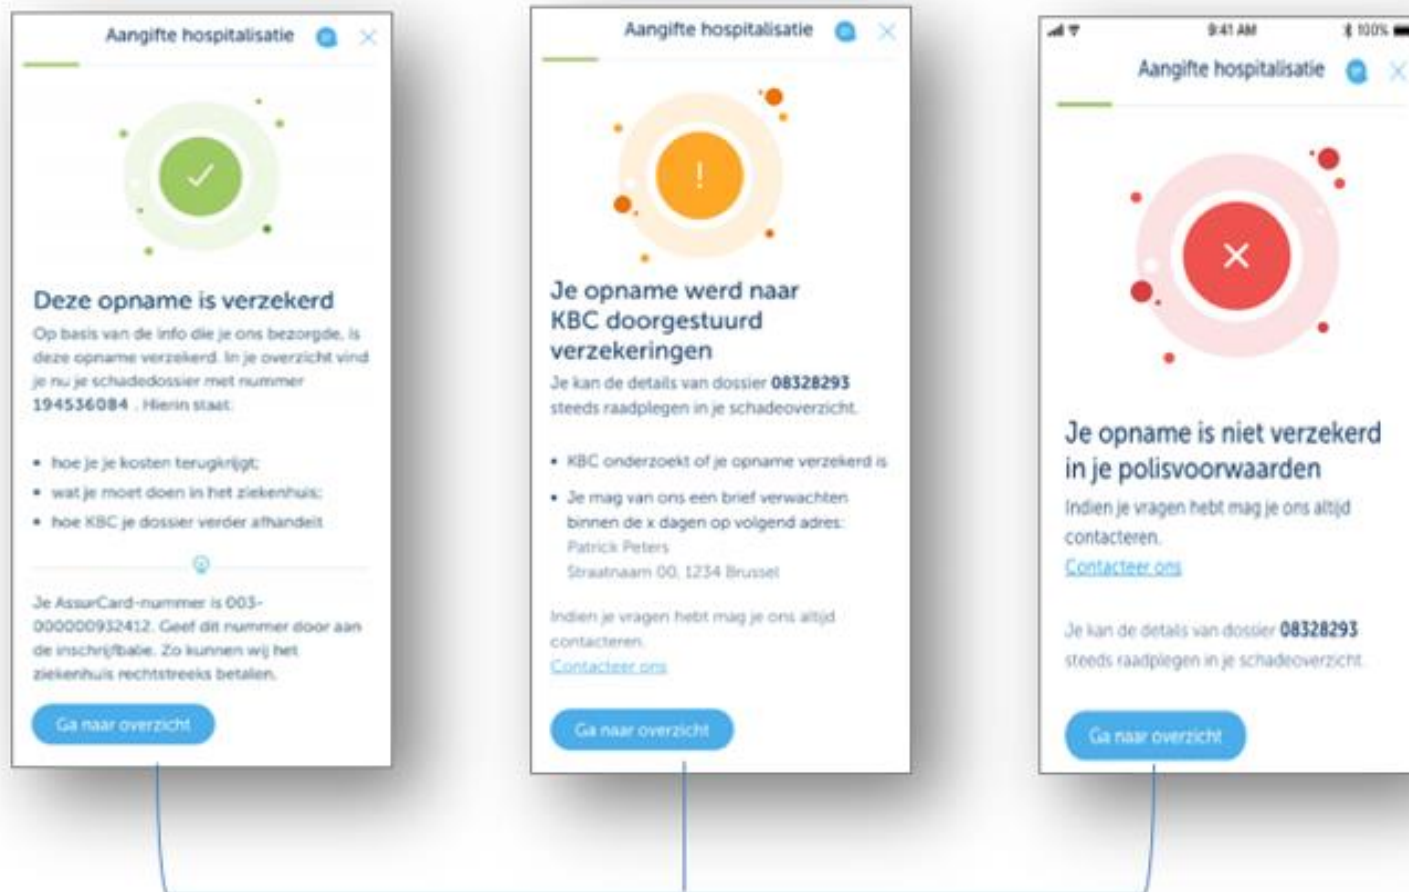 Aangifte hospitalisatie
Deze opname is verzekerd
Op basis van de info die je ons bezorgde, is
deze opname verzekerd. In je overzicht vind
je nu je schadedossier met nummer
194536084 . Hierin staat:
• hoe je je kosten terugkrijgt;
• wat je moet doen in het ziekenhuis;
• hoe KBC je dossier verder afhandelt
Je AssurCard-nummer is 003-
000000932412. Geef dit nummer door aan
de inschrijfbalie. Zo kunnen wij het
ziekenhuis rechtstreeks betalen.
Ga naar overzicht
Aangifte hospitalisatie
Je opname werd naar
KBC doorgestuurd
verzekeringen
Je kan de details van dossier 08328293
steeds raadplegen in je schadeoverzicht.
• KBC onderzoekt of je opname verzekerd is
• Je mag van ons een brief verwachten
binnen de x dagen op volgend adres:
Patrick Peters
Straatnaam 00, 1234 Brussel
Indien je vragen hebt mag je ons altijd
contacteren.
Contacteer ons
Ga naar overzicht
9:41 AM
100%
Aangifte hospitalisatie
Je opname is niet verzekerd
in je polisvoorwaarden
Indien je vragen hebt mag je ons altijd
contacteren.
Contacteer ons
Je kan de details van dossier 08328293
steeds raadplegen in je schadeoverzicht.
Ga naar overzicht